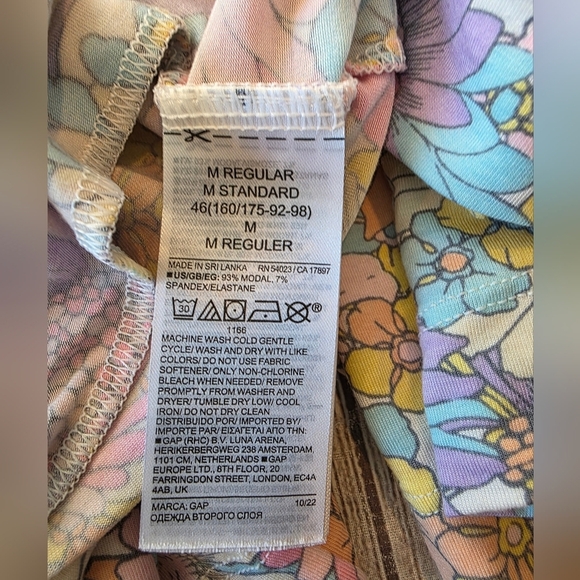 M REGULAR
M STANDARD
46(160/175-92-98)
M
M REGULER
MADE IN SRI LANKA RN 54023 / CA 17897
■US/GB/EG: 93% MODAL, 7%
SPANDEX/ELASTANE
30
1166
MACHINE WASH COLD GENTLE
CYCLE/ WASH AND DRY WITH LIKE
COLORS/ DO NOT USE FABRIC
SOFTENER/ ONLY NON-CHLORINE
BLEACH WHEN NEEDED/ REMOVE
PROMPTLY FROM WASHER AND
DRYER/ TUMBLE DRY LOW/ COOL
IRON/ DO NOT DRY CLEAN
DISTRIBUIDO POR / IMPORTED BY/
IMPORTE PAR/ ΕΙΣΑΓΕΤΑΙ ΑΠΟ ΤΗΝ:
■GAP (RHC) B.V. LUNA ARENA,
HERIKERBERGWEG 238 AMSTERDAM,
1101 CM, NETHERLANDS ■GAP
EUROPE LTD., 8TH FLOOR, 20
FARRINGDON STREET, LONDON, EC4A
4AB, UK
MARCA: GAP 10/22
ОДЕЖДА ВТОРОГО СЛОЯ